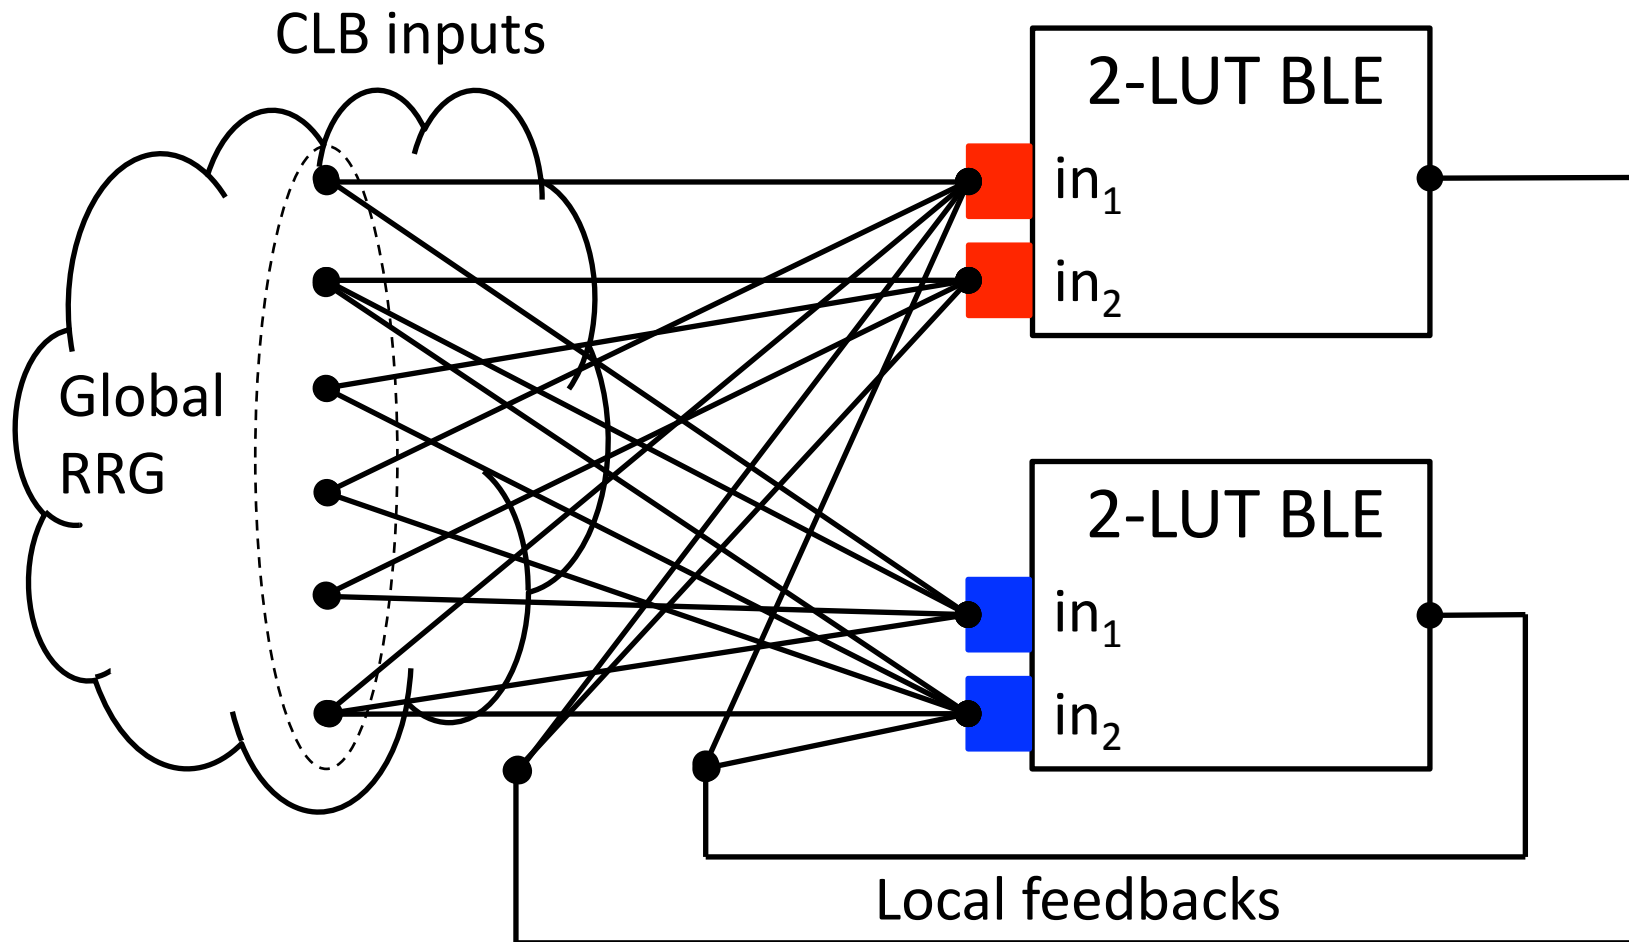 CLB inputs
Global
RRG
2-LUT BLE
in₁
in₂
2-LUT BLE
in₁
in₂
Local feedbacks